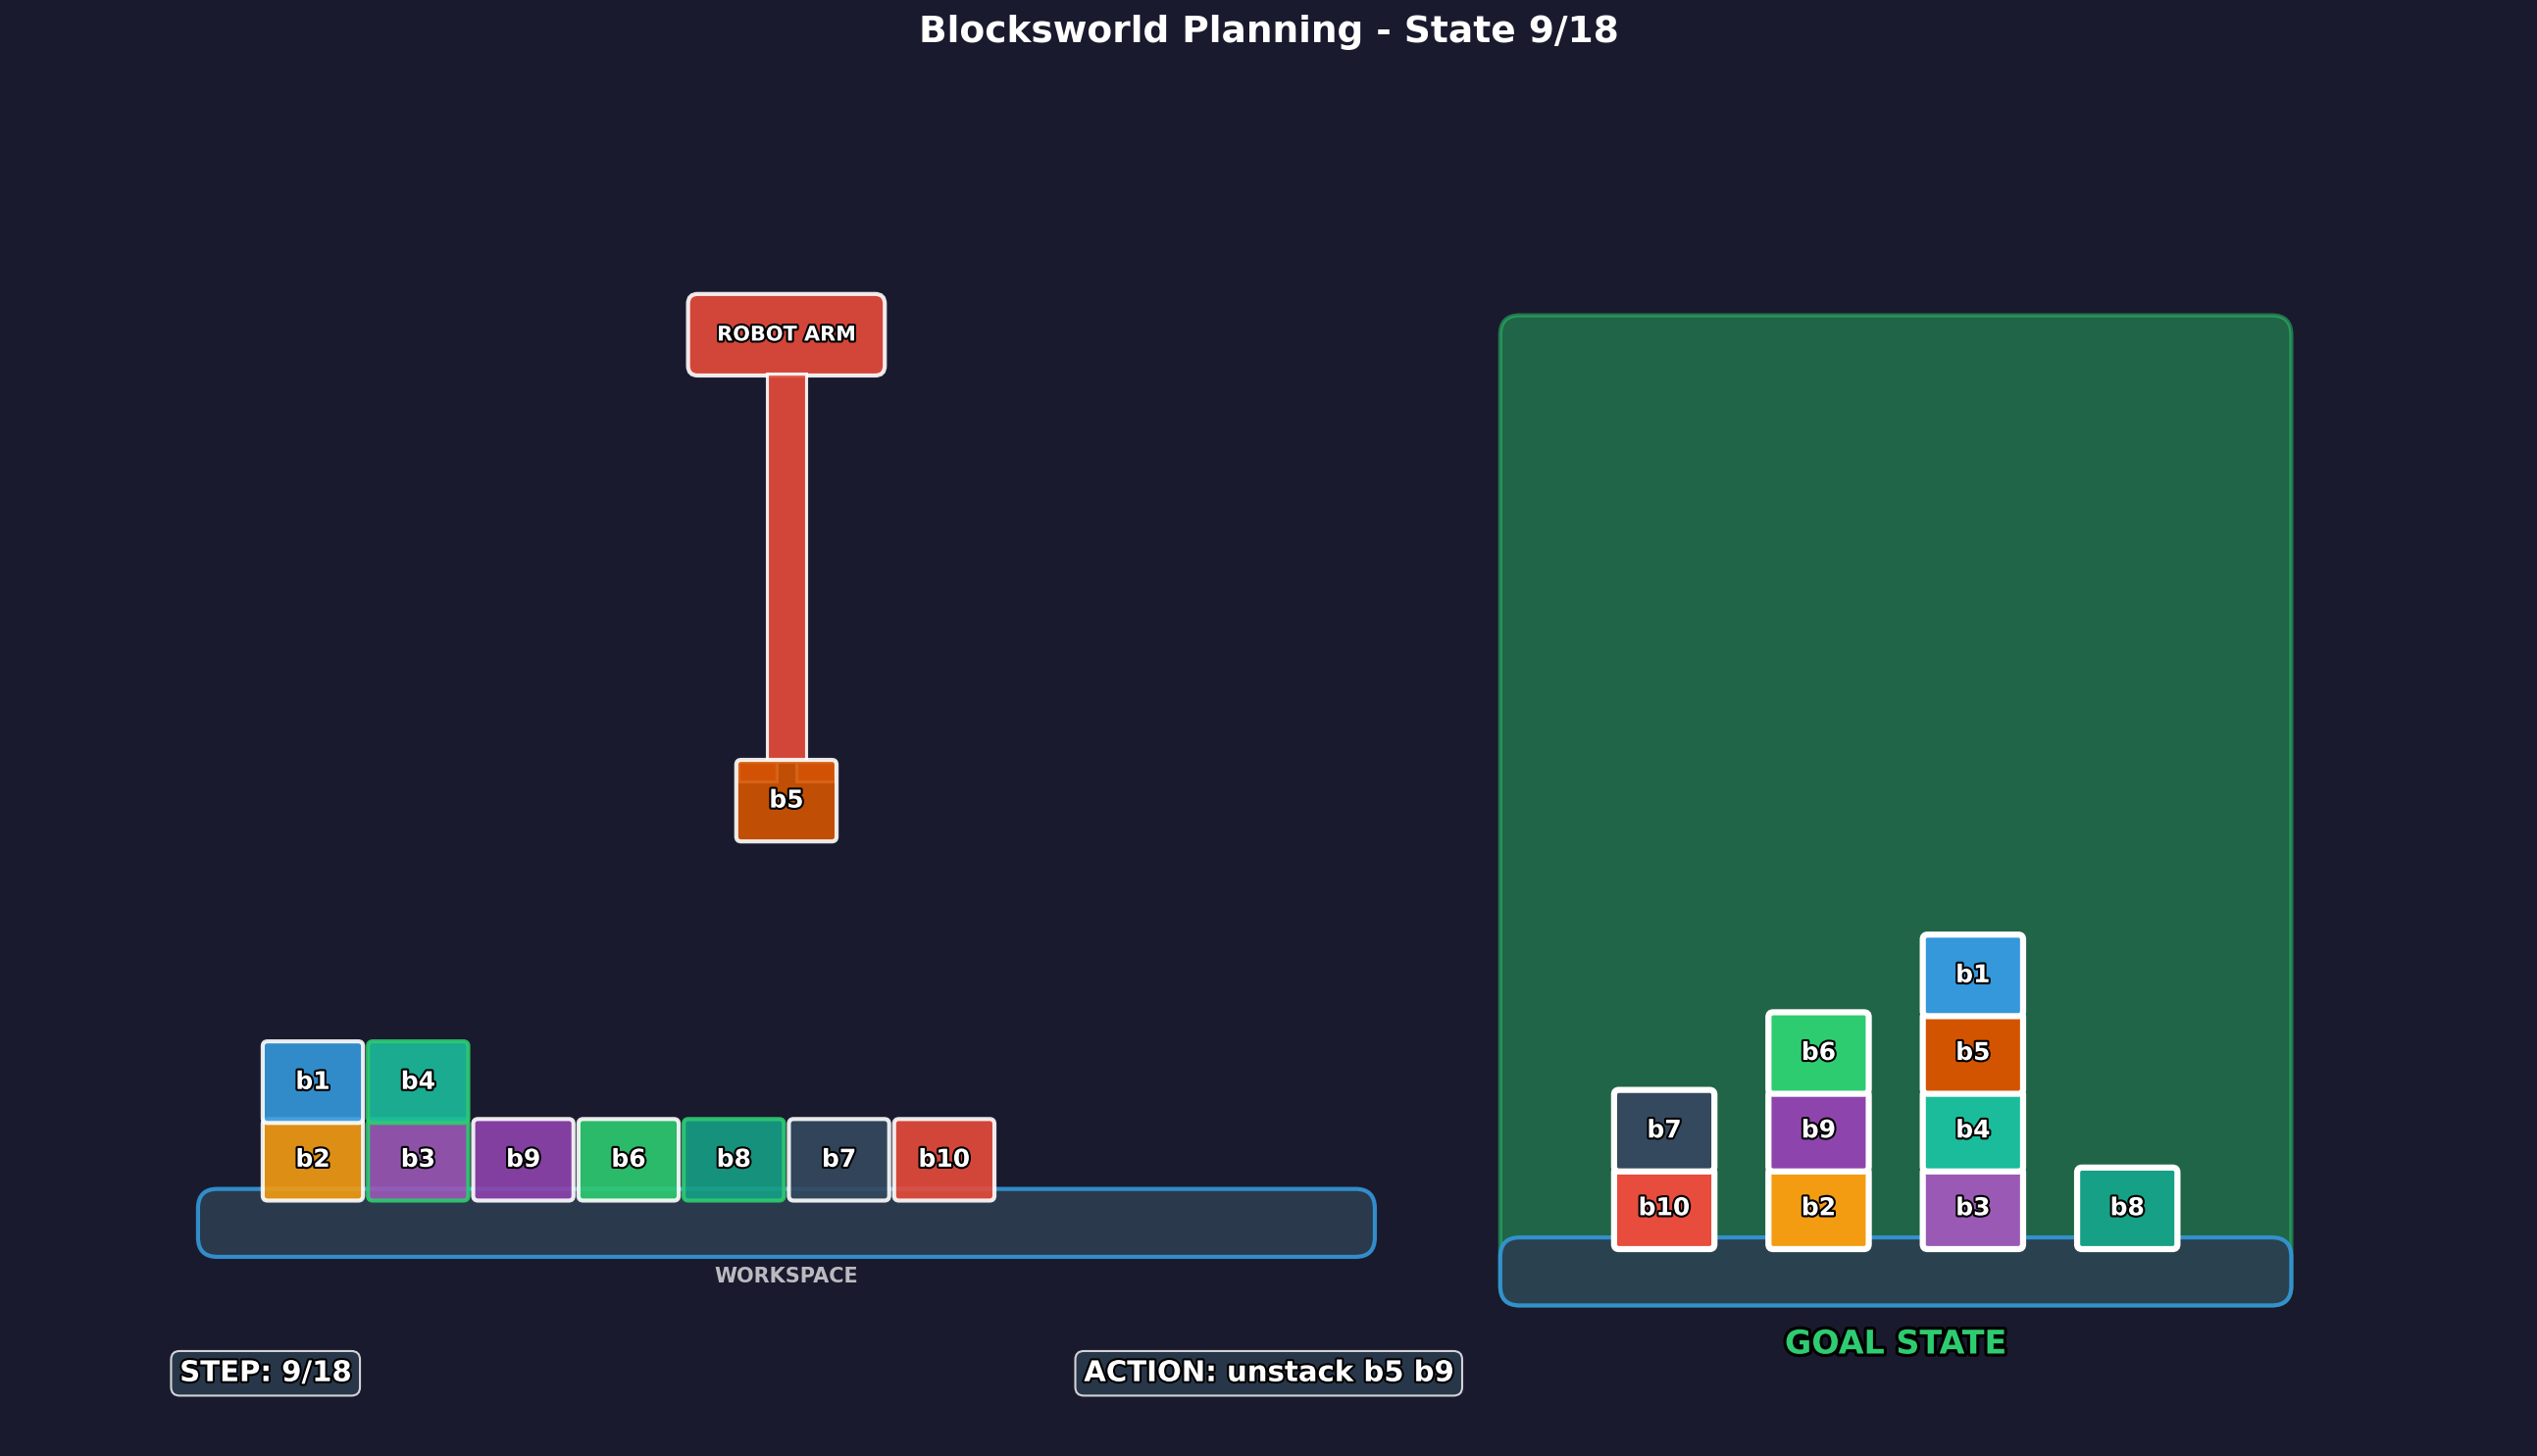 Blocksworld Planning - State 9/18
ROBOT ARM
b5
b1 b4
b2 b3 b9 b6 b8 b7 b10
WORKSPACE
b1
b6 b5
b7 b9 b4
b10 b2 b3 b8
GOAL STATE
STEP: 9/18
ACTION: unstack b5 b9